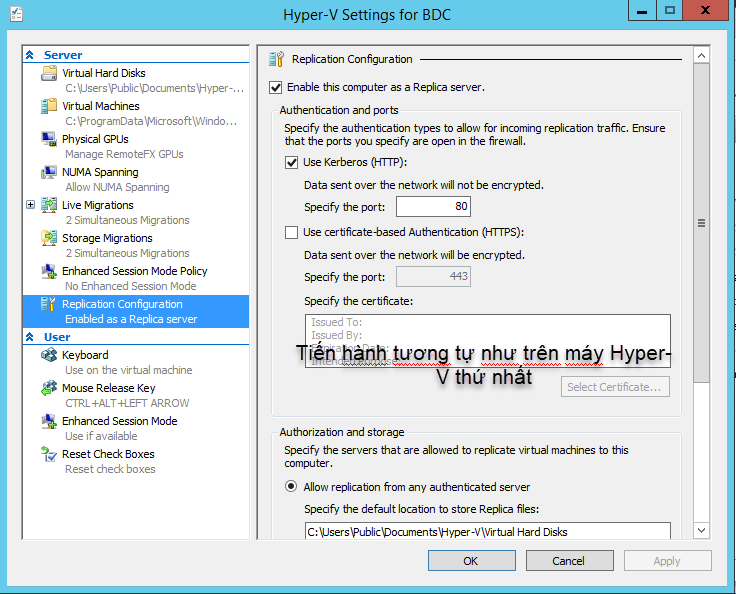 Hyper-V Settings for BDC
Server
Virtual Hard Disks
C:\Users\Public\Documents\Hyper-...
Virtual Machines
C:\ProgramData\Microsoft\Windo...
Physical GPUs
Manage RemoteFX GPUs
NUMA Spanning
Allow NUMA Spanning
Live Migrations
2 Simultaneous Migrations
Storage Migrations
2 Simultaneous Migrations
Enhanced Session Mode Policy
No Enhanced Session Mode
Replication Configuration
Enabled as a Replica server
User
Keyboard
Use on the virtual machine
Mouse Release Key
CTRL+ALT+LEFT ARROW
Enhanced Session Mode
Use if available
Reset Check Boxes
Reset check boxes
Replication Configuration
Enable this computer as a Replica server.
Authentication and ports
Specify the authentication types to allow for incoming replication traffic. Ensure
that the ports you specify are open in the firewall.
Use Kerberos (HTTP):
Data sent over the network will not be encrypted.
Specify the port: 80
Use certificate-based Authentication (HTTPS):
Data sent over the network will be encrypted.
Specify the port: 443
Specify the certificate:
Issued To:
Issued By:
Tiến hành tương tự như trên máy Hyper-
V thứ nhất
Select Certificate...
Authorization and storage
Specify the servers that are allowed to replicate virtual machines to this
computer.
Allow replication from any authenticated server
Specify the default location to store Replica files:
C:\Users\Public\Documents\Hyper-V\Virtual Hard Disks
OK Cancel Apply